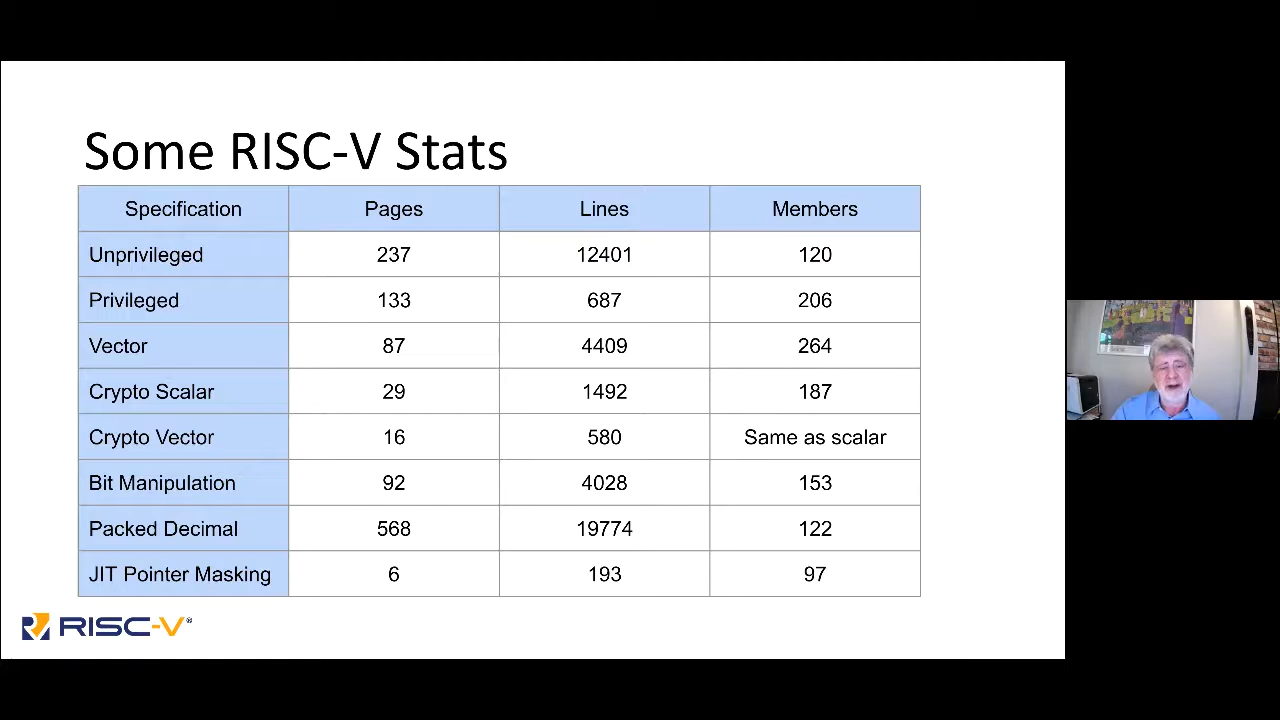 Some RISC-V Stats
Specification Pages Lines Members
Unprivileged 237 12401 120
Privileged 133 687 206
Vector 87 4409 264
Crypto Scalar 29 1492 187
Crypto Vector 16 580 Same as scalar
Bit Manipulation 92 4028 153
Packed Decimal 568 19774 122
JIT Pointer Masking 6 193 97
RISC-V®